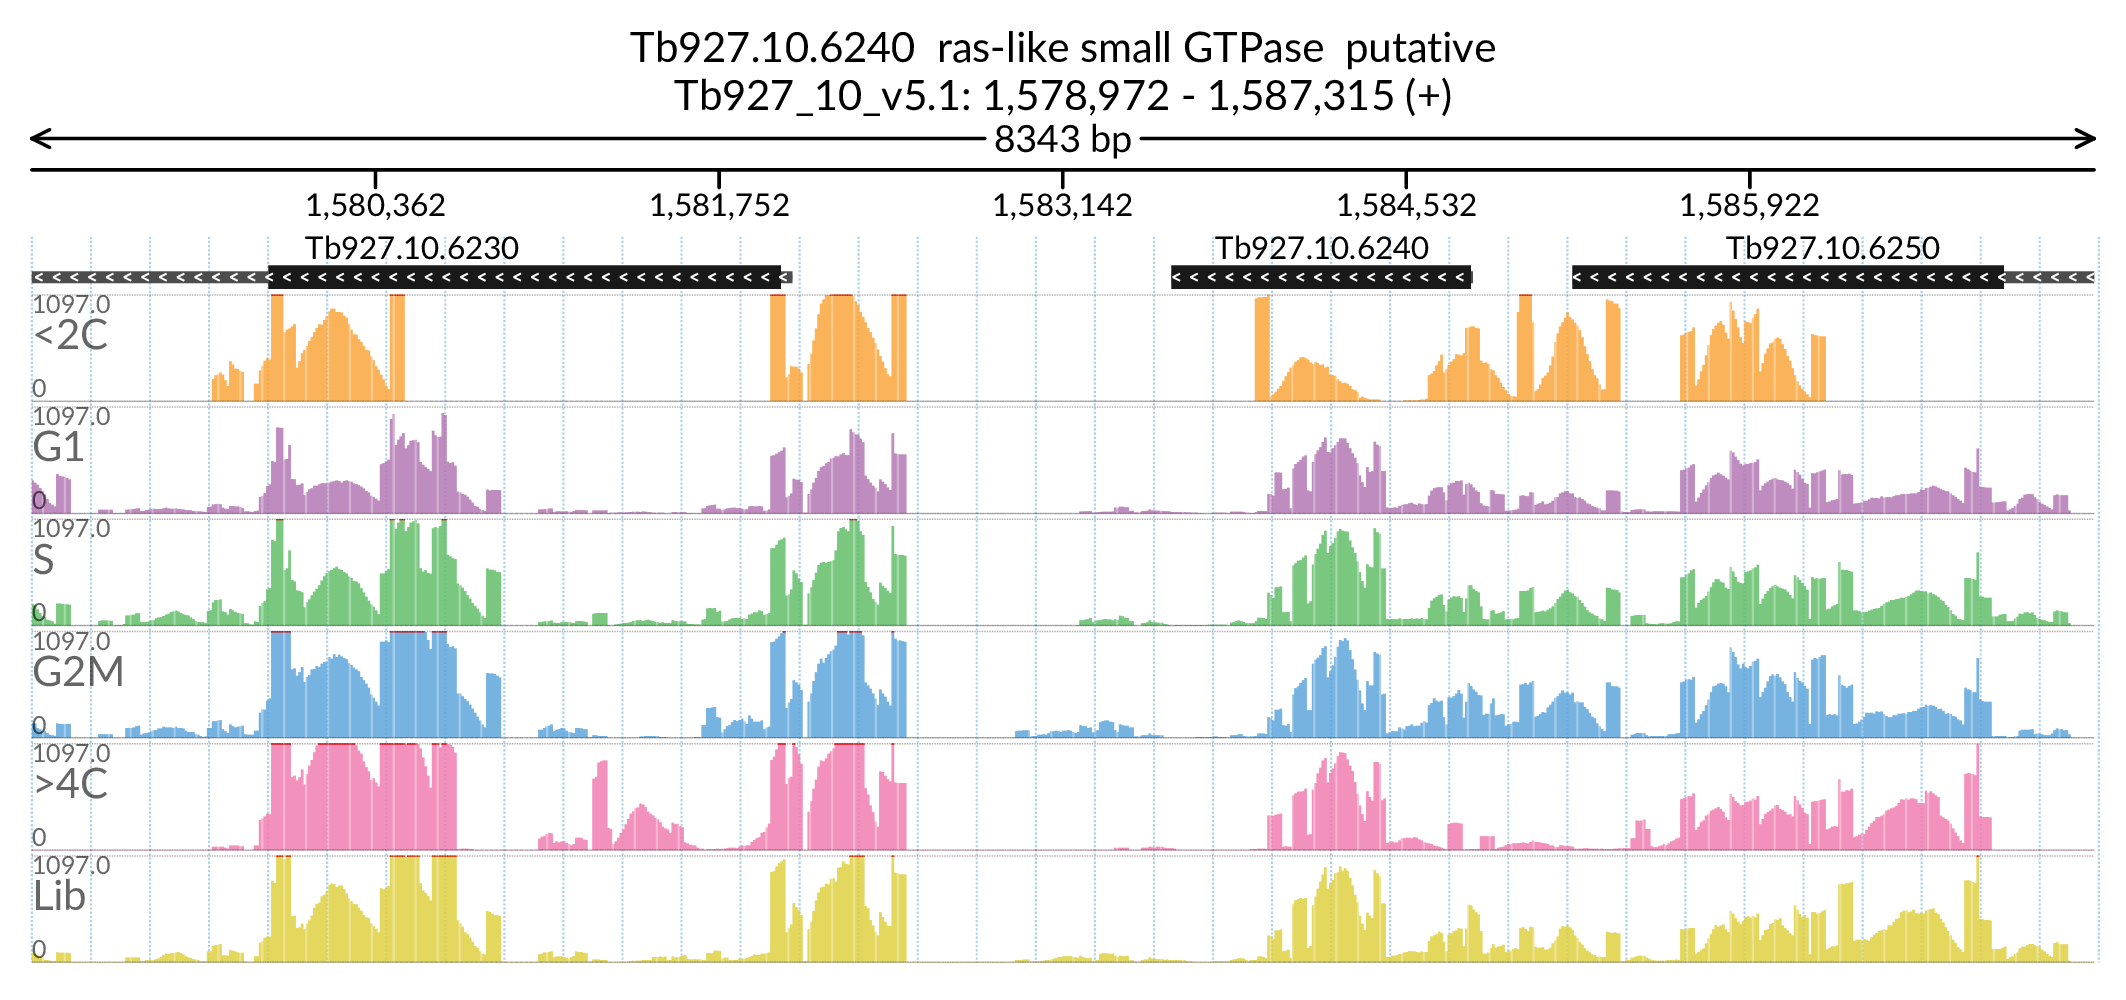 Tb927.10.6240 ras-like small GTPase putative
Tb927_10_v5.1: 1,578,972 - 1,587,315 (+)
8343 bp
1,580,362 1,581,752 1,583,142 1,584,532 1,585,922
Tb927.10.6230 Tb927.10.6240 Tb927.10.6250
1097.0
<2C
0
1097.0
G1
0
1097.0
S
0
1097.0
G2M
0
1097.0
>4C
0
1097.0
Lib
0